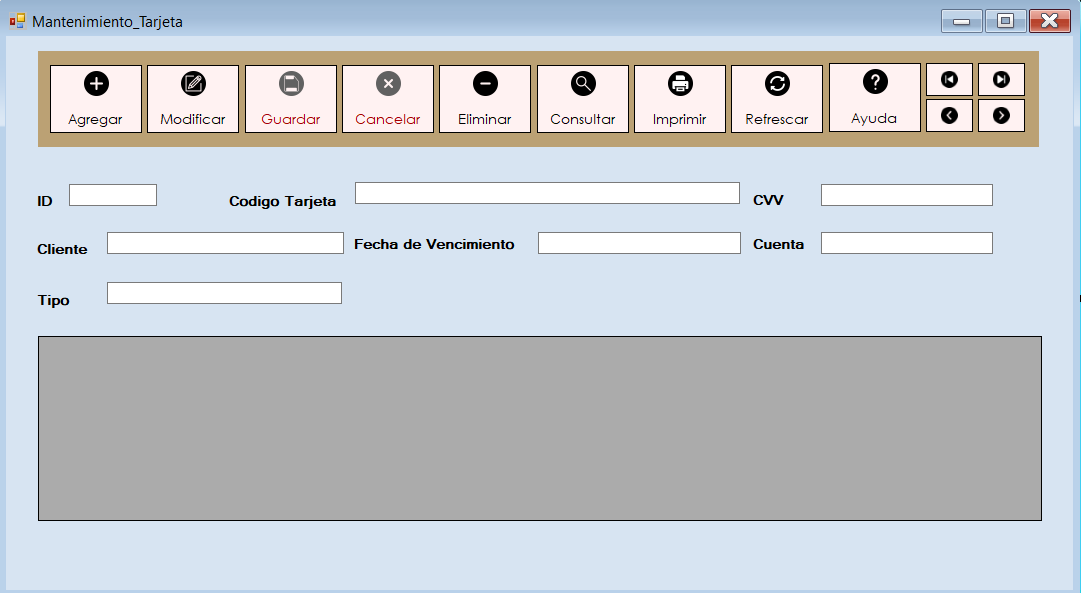 Mantenimiento_Tarjeta
Agregar Modificar Guardar Cancelar Eliminar Consultar Imprimir Refrescar Ayuda
ID Codigo Tarjeta CVV
Cliente Fecha de Vencimiento Cuenta
Tipo